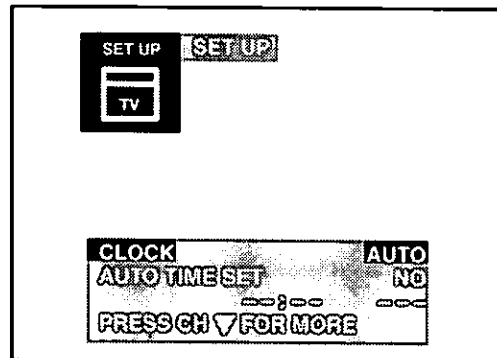 SET UP SET UP
TV
CLOCK AUTO
AUTO TIME SET NO
--:-- ---
PRESS CH ▽ FOR MORE